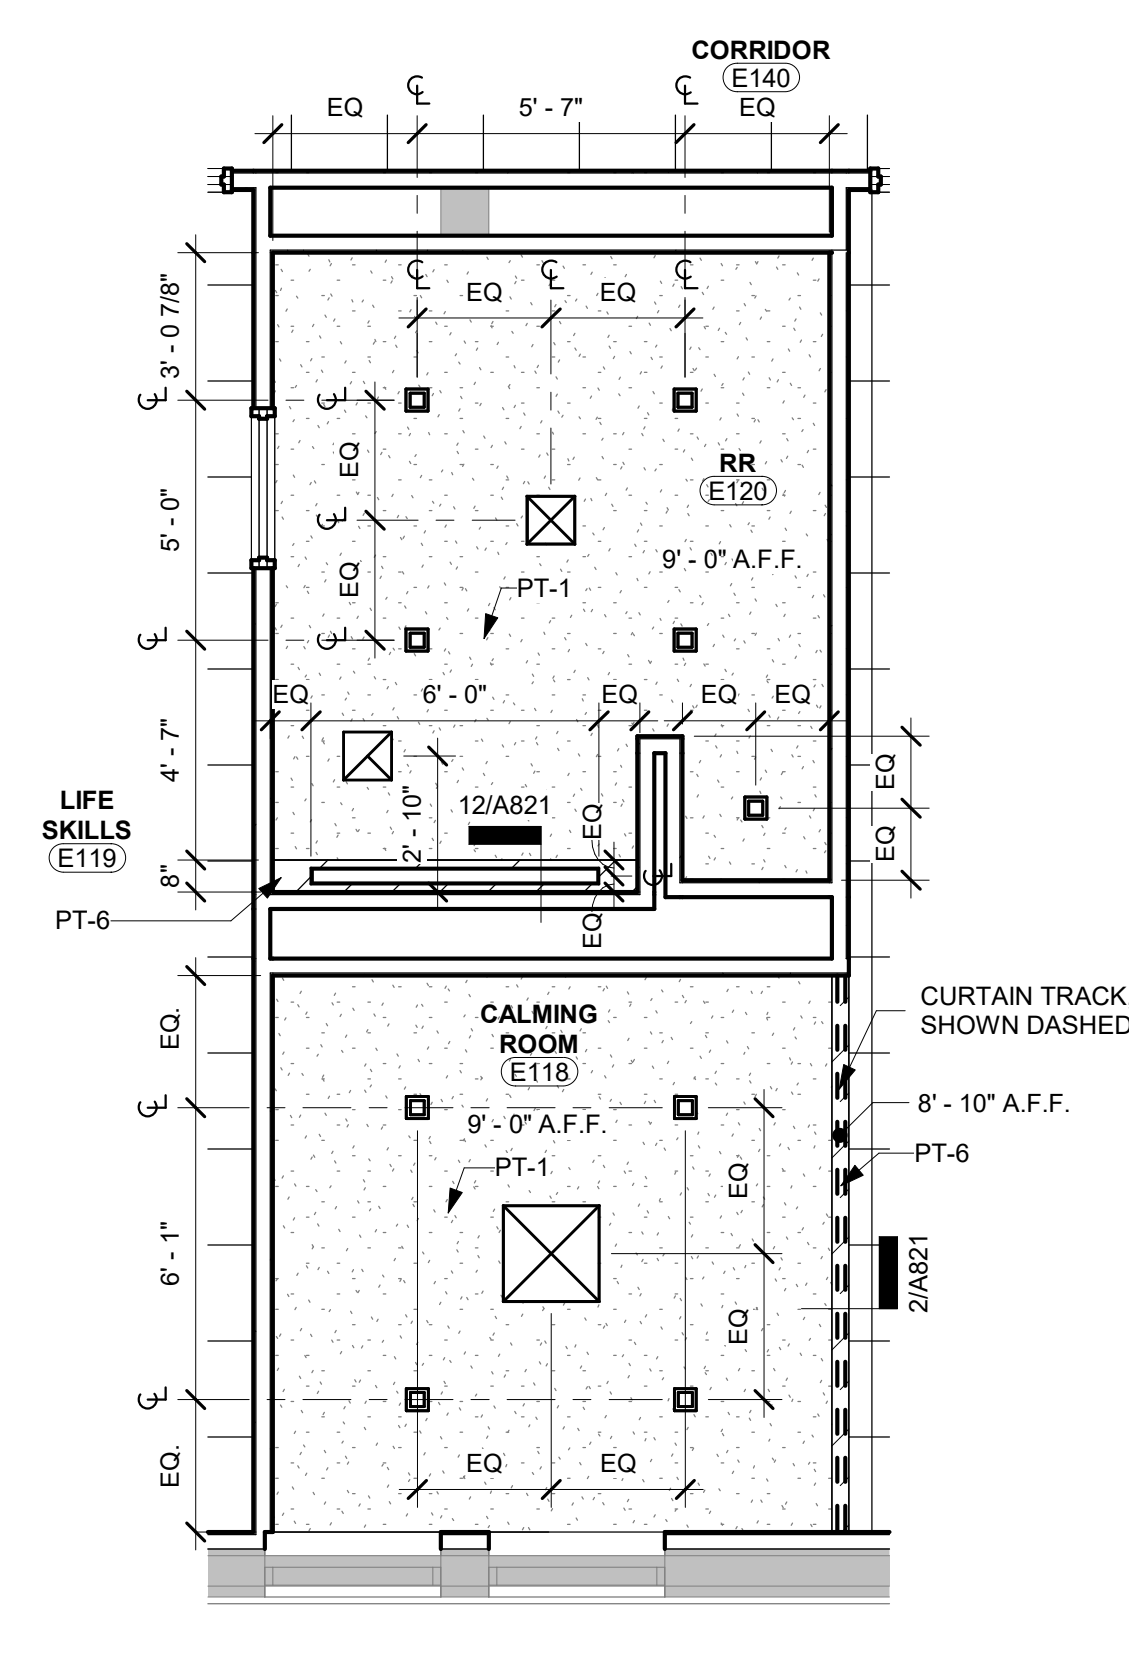 CORRIDOR
E140
EQ
5' - 7"
EQ
EQ
EQ
3' - 0 7/8"
EQ
RR
E120
5' - 0"
9' - 0" A.F.F.
EQ
PT-1
EQ
6' - 0"
EQ
EQ
EQ
4' - 7"
EQ
LIFE
SKILLS
E119
2' - 10"
12/A821
EQ
EQ
8"
PT-6
EQ
CURTAIN TRACK.
SHOWN DASHED
CALMING
ROOM
E118
EQ.
8' - 10" A.F.F.
9' - 0" A.F.F.
PT-6
PT-1
EQ
6' - 1"
2/A821
EQ
EQ.
EQ
EQ